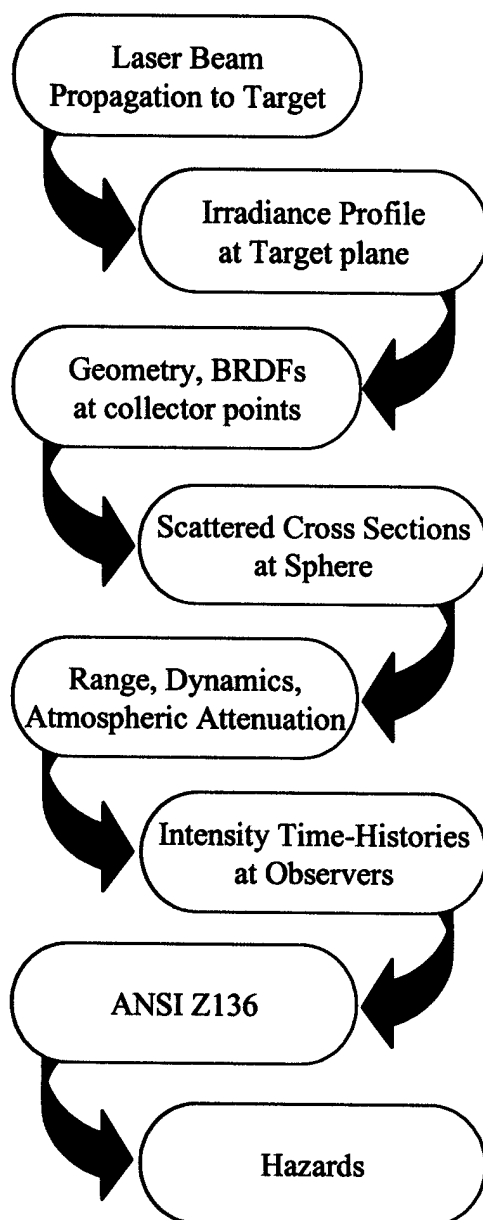 Laser Beam
Propagation to Target
Irradiance Profile
at Target plane
Geometry, BRDFs
at collector points
Scattered Cross Sections
at Sphere
Range, Dynamics,
Atmospheric Attenuation
Intensity Time-Histories
at Observers
ANSI Z136
Hazards